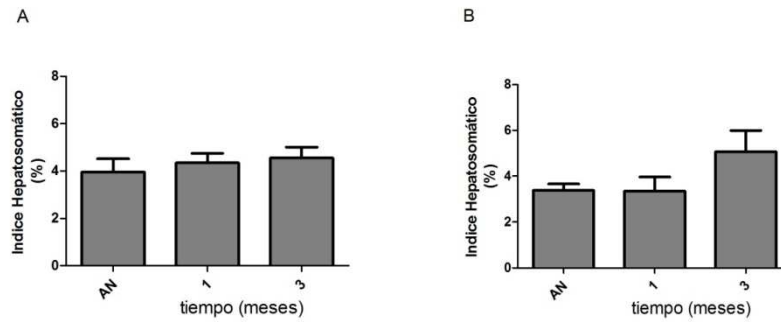 A
Indice Hepatosomático
(%)
8
6
4
2
0
AN
1
3
tiempo (meses)
B
Indice Hepatosomático
(%)
8
6
4
2
0
AN
1
3
tiempo (meses)